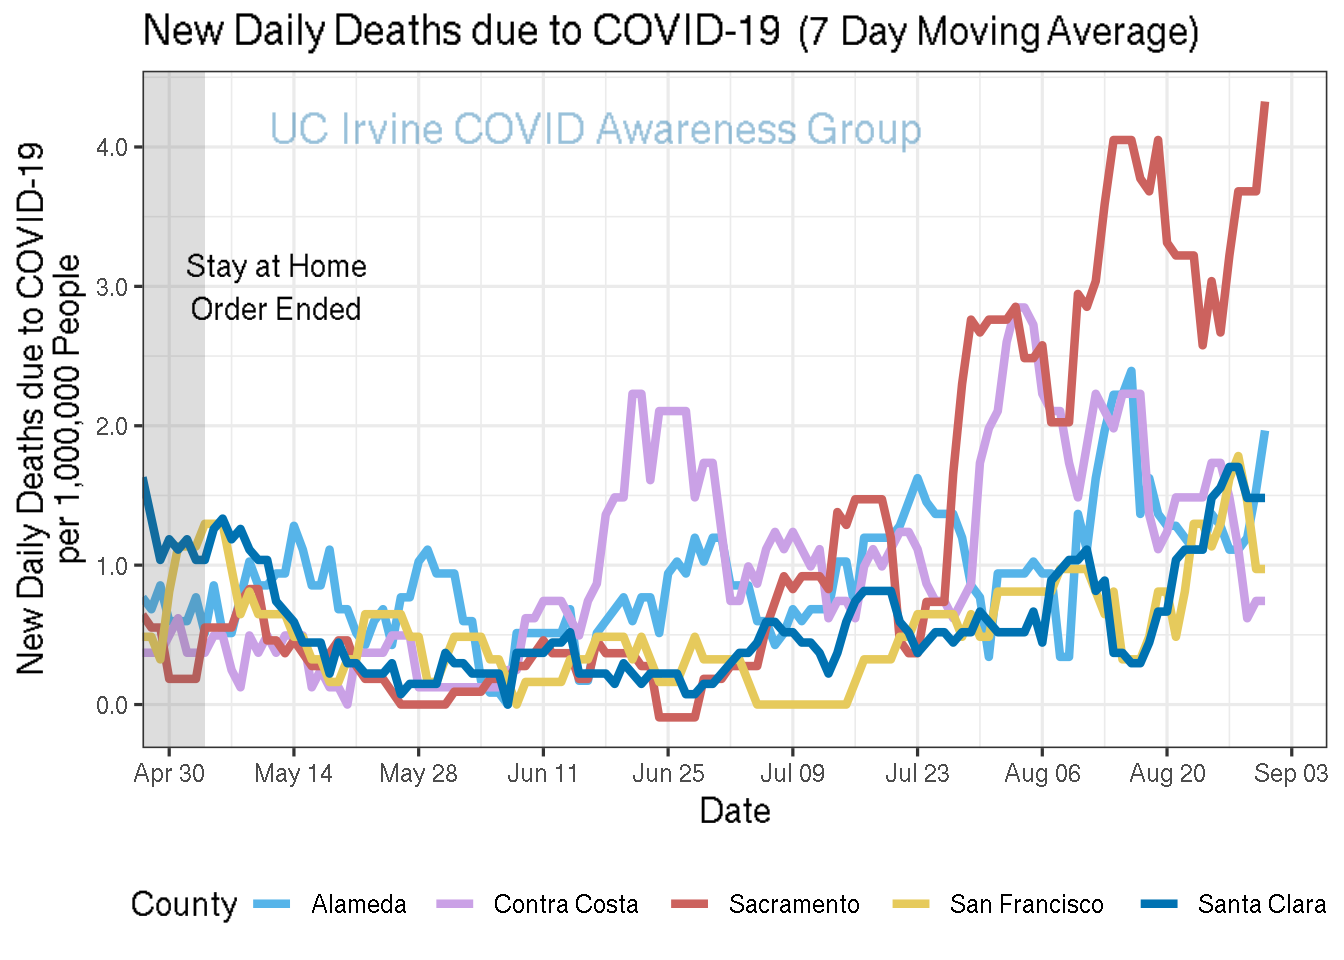 New Daily Deaths due to COVID-19 (7 Day Moving Average)
UC Irvine COVID Awareness Group
Stay at Home
Order Ended
New Daily Deaths due to COVID-19
per 1,000,000 People
4.0
3.0
2.0
1.0
0.0
Apr 30 May 14 May 28 Jun 11 Jun 25 Jul 09 Jul 23 Aug 06 Aug 20 Sep 03
Date
County Alameda Contra Costa Sacramento San Francisco Santa Clara